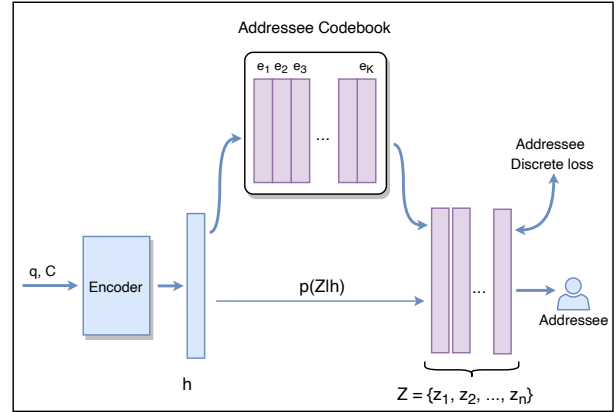 Addressee Codebook
e1 e2 e3 eK
...
Addressee
Discrete loss
q, C
Encoder
p(Z|h)
...
Addressee
h
Z = {z1, z2, ..., zn}